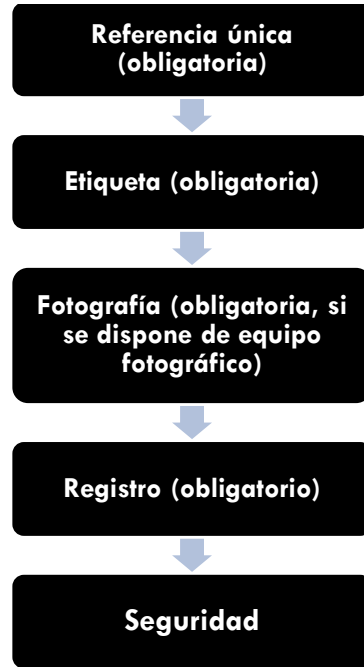 Referencia única
(obligatoria)
Etiqueta (obligatoria)
Fotografía (obligatoria, si
se dispone de equipo
fotográfico)
Registro (obligatorio)
Seguridad